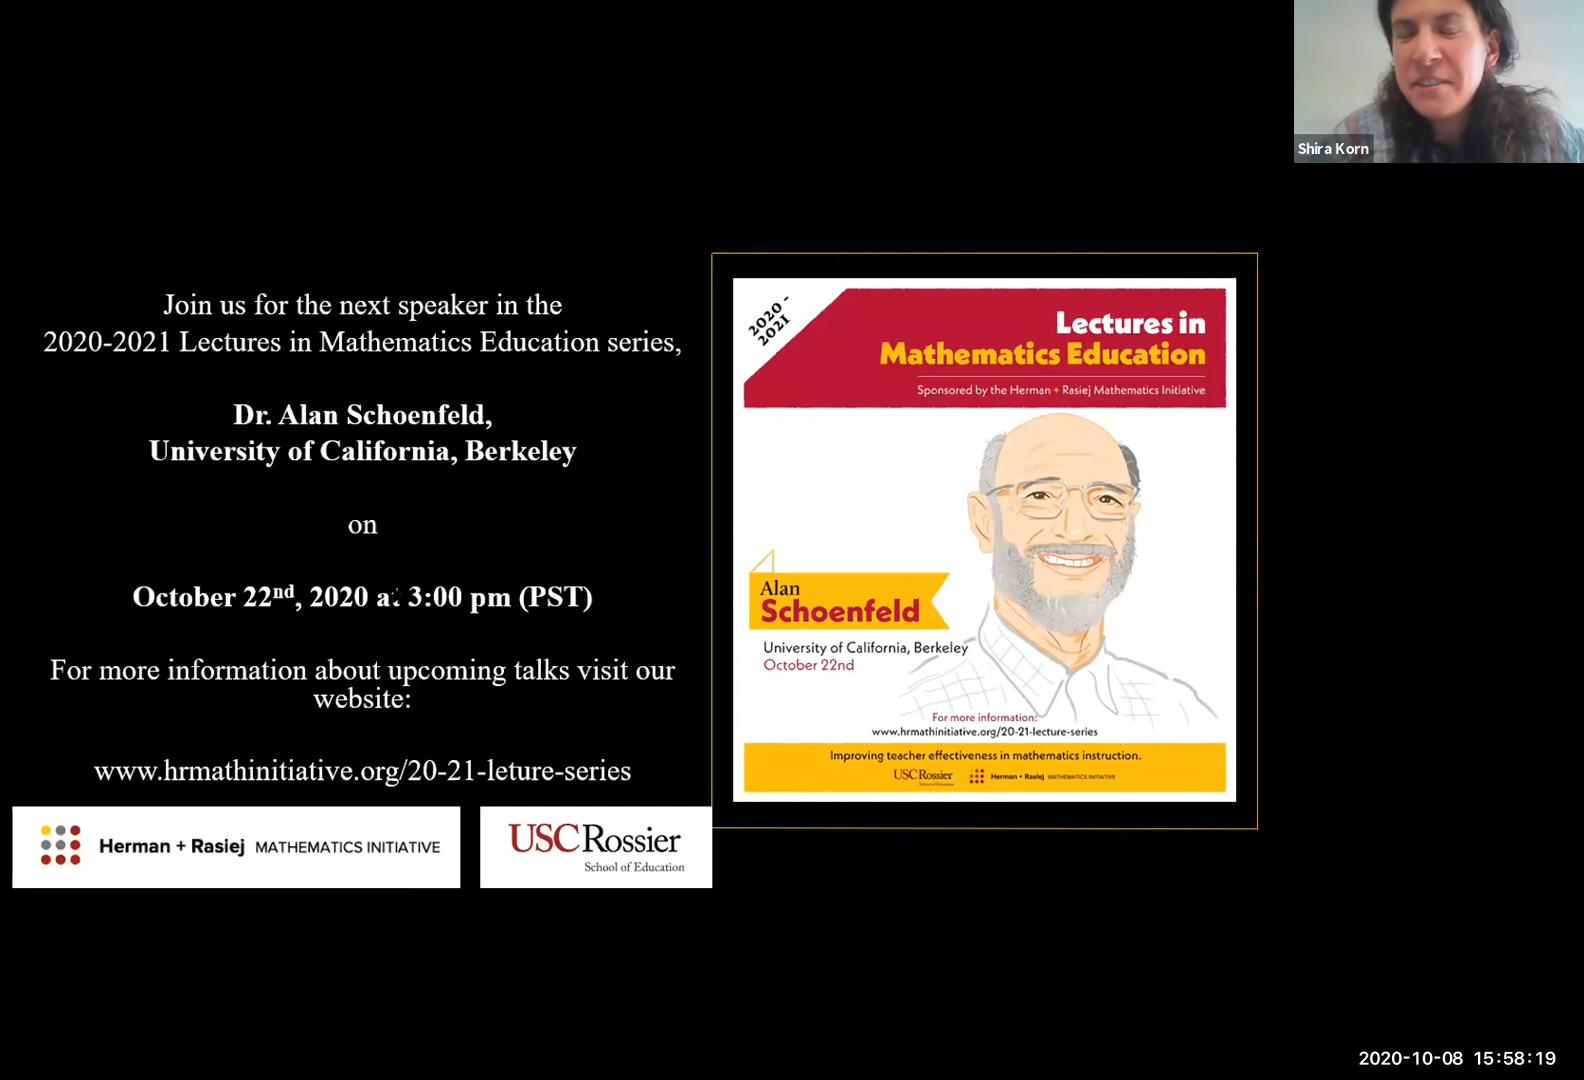 Shira Korn
Join us for the next speaker in the
2020-2021 Lectures in Mathematics Education series,
Dr. Alan Schoenfeld,
University of California, Berkeley
on
October 22nd, 2020 at 3:00 pm (PST)
For more information about upcoming talks visit our
website:
www.hrmathinitiative.org/20-21-leture-series
Herman + Rasiej MATHEMATICS INITIATIVE
USC Rossier
School of Education
2020 -
2021
Lectures in
Mathematics Education
Sponsored by the Herman + Rasiej Mathematics Initiative
Alan
Schoenfeld
University of California, Berkeley
October 22nd
For more information:
www.hrmathinitiative.org/20-21-lecture-series
Improving teacher effectiveness in mathematics instruction.
USC Rossier
School of Education
Herman + Rasiej MATHEMATICS INITIATIVE
2020-10-08 15:58:19